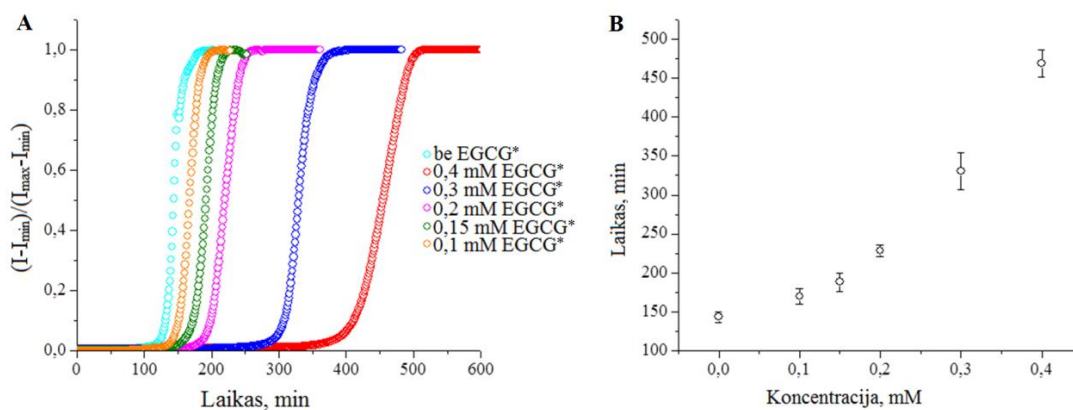 A
(I-Imin)/(Imax-Imin)
1,0
0,8
0,6
0,4
0,2
0,0
0
100
200
300
400
500
600
Laikas, min
be EGCG*
0,4 mM EGCG*
0,3 mM EGCG*
0,2 mM EGCG*
0,15 mM EGCG*
0,1 mM EGCG*
B
Laikas, min
500
450
400
350
300
250
200
150
100
0,0
0,1
0,2
0,3
0,4
Koncentracija, mM